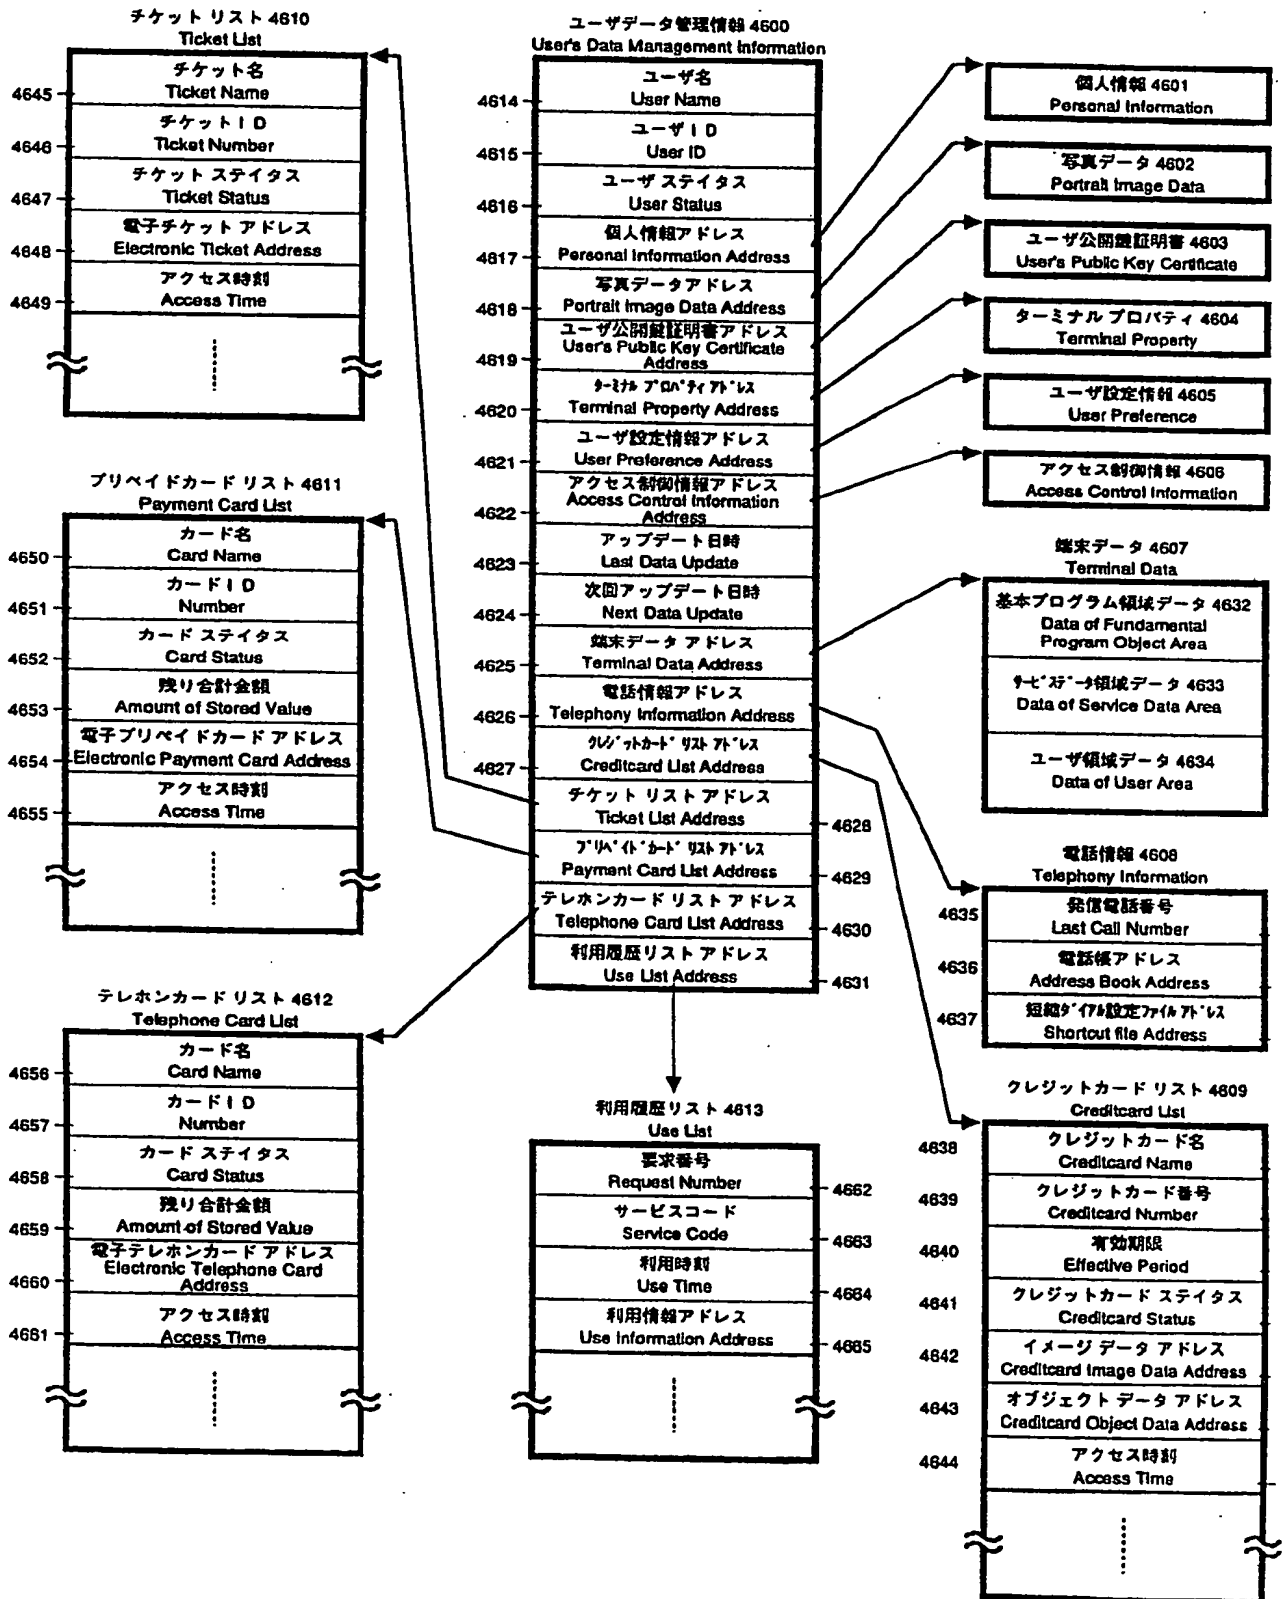 チケット リスト 4610
Ticket List
チケット名
Ticket Name
4645
チケットID
Ticket Number
4646
チケット ステイタス
Ticket Status
4647
電子チケット アドレス
Electronic Ticket Address
4648
アクセス時刻
Access Time
4649
プリペイドカード リスト 4611
Payment Card List
カード名
Card Name
4650
カードID
Number
4651
カード ステイタス
Card Status
4652
残り合計金額
Amount of Stored Value
4653
電子プリペイドカード アドレス
Electronic Payment Card Address
4654
アクセス時刻
Access Time
4655
テレホンカード リスト 4612
Telephone Card List
カード名
Card Name
4656
カードID
Number
4657
カード ステイタス
Card Status
4658
残り合計金額
Amount of Stored Value
4659
電子テレホンカード アドレス
Electronic Telephone Card
Address
4660
アクセス時刻
Access Time
4661
ユーザデータ管理情報 4600
User's Data Management Information
ユーザ名
User Name
4614
ユーザID
User ID
4615
ユーザ ステイタス
User Status
4616
個人情報アドレス
Personal Information Address
4617
写真データアドレス
Portrait Image Data Address
4618
ユーザ公開鍵証明書アドレス
User's Public Key Certificate
Address
4619
ターミナル プロパティ アドレス
Terminal Property Address
4620
ユーザ設定情報アドレス
User Preference Address
4621
アクセス制御情報アドレス
Access Control Information
Address
4622
アップデート日時
Last Data Update
4623
次回アップデート日時
Next Data Update
4624
端末データ アドレス
Terminal Data Address
4625
電話情報アドレス
Telephony Information Address
4626
クレジットカード リスト アドレス
Creditcard List Address
4627
チケット リスト アドレス
Ticket List Address
4628
プリペイドカード リスト アドレス
Payment Card List Address
4629
テレホンカード リスト アドレス
Telephone Card List Address
4630
利用履歴リスト アドレス
Use List Address
4631
利用履歴リスト 4613
Use List
要求番号
Request Number
4662
サービスコード
Service Code
4663
利用時刻
Use Time
4664
利用情報アドレス
Use Information Address
4665
個人情報 4601
Personal Information
写真データ 4602
Portrait Image Data
ユーザ公開鍵証明書 4603
User's Public Key Certificate
ターミナル プロパティ 4604
Terminal Property
ユーザ設定情報 4605
User Preference
アクセス制御情報 4606
Access Control Information
端末データ 4607
Terminal Data
基本プログラム領域データ 4632
Data of Fundamental
Program Object Area
サービスデータ領域データ 4633
Data of Service Data Area
ユーザ領域データ 4634
Data of User Area
電話情報 4608
Telephony Information
4635
発信電話番号
Last Call Number
4636
電話帳アドレス
Address Book Address
4637
短縮ダイアル設定ファイル アドレス
Shortcut file Address
クレジットカード リスト 4609
Creditcard List
4638
クレジットカード名
Creditcard Name
4639
クレジットカード番号
Creditcard Number
4640
有効期限
Effective Period
4641
クレジットカード ステイタス
Creditcard Status
4642
イメージ データ アドレス
Creditcard Image Data Address
4643
オブジェクト データ アドレス
Creditcard Object Data Address
4644
アクセス時刻
Access Time